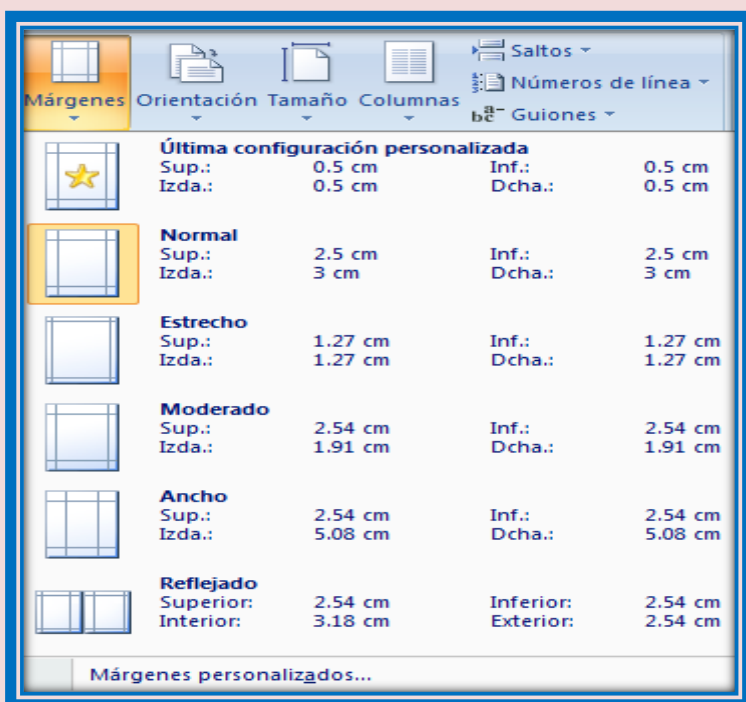 Márgenes Orientación Tamaño Columnas
Saltos
Números de línea
Guiones
Última configuración personalizada
Sup.: 0.5 cm Inf.: 0.5 cm
Izda.: 0.5 cm Dcha.: 0.5 cm
Normal
Sup.: 2.5 cm Inf.: 2.5 cm
Izda.: 3 cm Dcha.: 3 cm
Estrecho
Sup.: 1.27 cm Inf.: 1.27 cm
Izda.: 1.27 cm Dcha.: 1.27 cm
Moderado
Sup.: 2.54 cm Inf.: 2.54 cm
Izda.: 1.91 cm Dcha.: 1.91 cm
Ancho
Sup.: 2.54 cm Inf.: 2.54 cm
Izda.: 5.08 cm Dcha.: 5.08 cm
Reflejado
Superior: 2.54 cm Inferior: 2.54 cm
Interior: 3.18 cm Exterior: 2.54 cm
Márgenes personalizados...